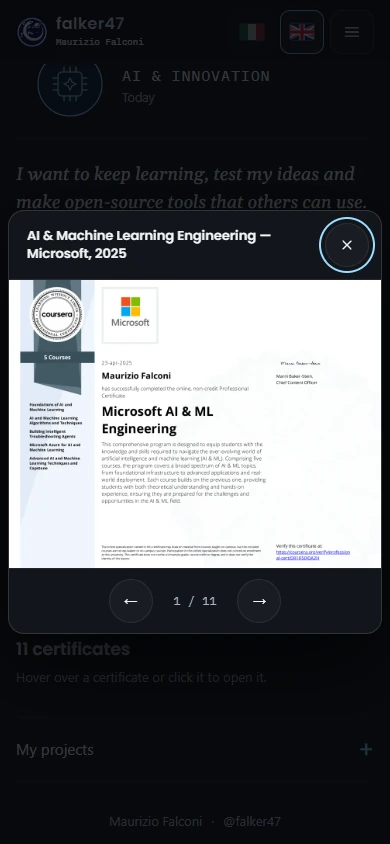 falker47
Maurizio Falconi
AI & INNOVATION
Today
I want to keep learning, test my ideas and
make open-source tools that others can use.
AI & Machine Learning Engineering —
Microsoft, 2025
coursera
5 Courses
Foundations of AI and
Machine Learning
AI and Machine Learning
Algorithms and Techniques
Building Intelligent
Troubleshooting Agents
Microsoft Azure for AI and
Machine Learning
Advanced AI and Machine
Learning Techniques and
Capstone
Microsoft
23-apr-2025
Maurizio Falconi
has successfully completed the online, non-credit Professional
Certificate
Microsoft AI & ML
Engineering
This comprehensive program is designed to equip students with the
knowledge and skills required to navigate the ever-evolving world of
artificial intelligence and machine learning (AI & ML). Comprising five
courses, the program covers a broad spectrum of AI & ML topics,
from foundational infrastructure to advanced applications and real-
world deployment. Each course builds on the previous one, providing
students with both theoretical understanding and hands-on
experience, ensuring they are prepared for the challenges and
opportunities in the AI & ML field.
Marni Baker-Stein,
Chief Content Officer
Verify this certificate at:
← 1 / 11 →
11 certificates
Hover over a certificate or click it to open it.
My projects +
Maurizio Falconi · @falker47